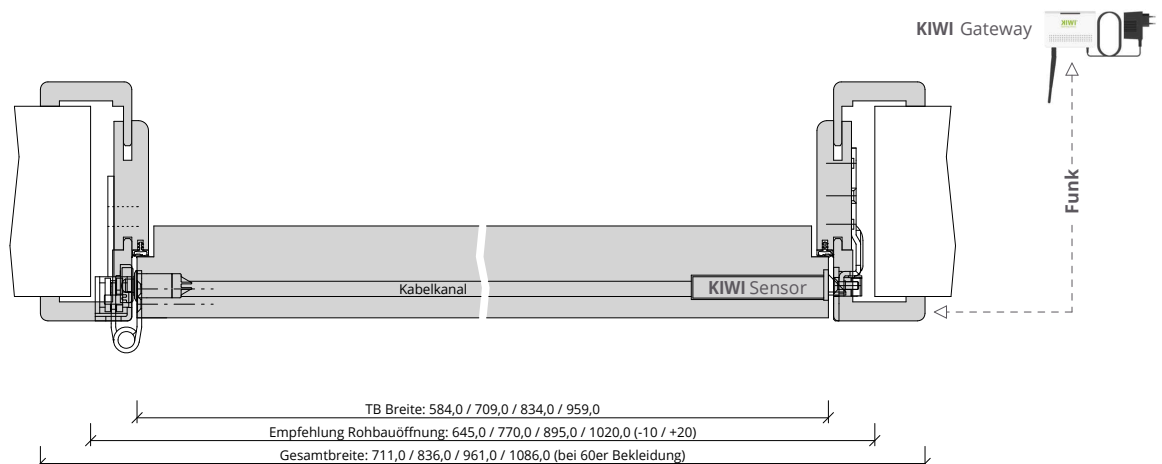 KIWI Gateway
KIWI
Funk
Kabelkanal
KIWI Sensor
TB Breite: 584,0 / 709,0 / 834,0 / 959,0
Empfehlung Rohbauöffnung: 645,0 / 770,0 / 895,0 / 1020,0 (-10 / +20)
Gesamtbreite: 711,0 / 836,0 / 961,0 / 1086,0 (bei 60er Bekleidung)